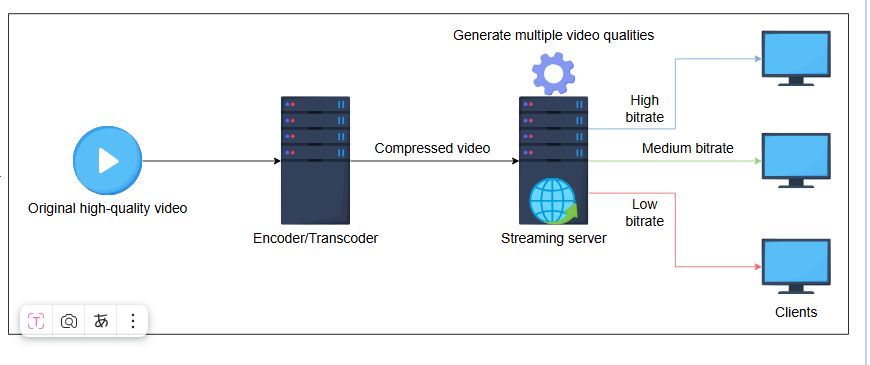 Generate multiple video qualities
High
bitrate
Compressed video
Medium bitrate
Original high-quality video
Low
bitrate
Encoder/Transcoder
Streaming server
Clients
T
あ